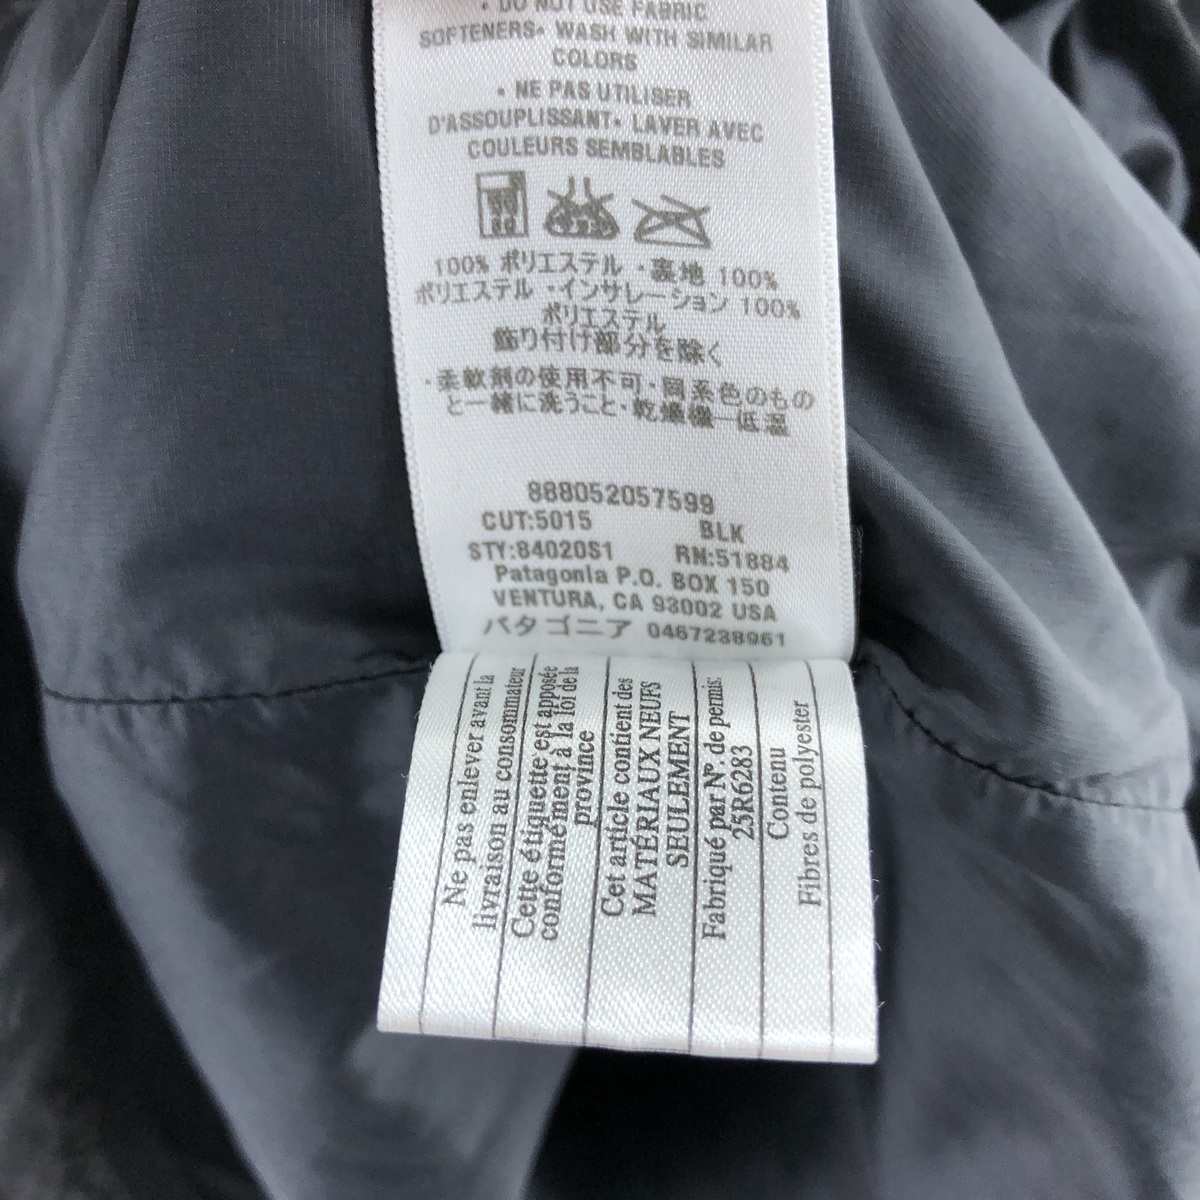 • DO NOT USE FABRIC
SOFTENERS• WASH WITH SIMILAR
COLORS
• NE PAS UTILISER
D'ASSOUPLISSANT• LAVER AVEC
COULEURS SEMBLABLES
100% ポリエステル ・裏地 100%
ポリエステル ・インサレーション 100%
ポリエステル
飾り付け部分を除く
・柔軟剤の使用不可・同系色のもの
と一緒に洗うこと・乾燥機—低温
888052057599
CUT:5015 BLK
STY:84020S1 RN:51884
Patagonia P.O. BOX 150
VENTURA, CA 93002 USA
パタゴニア 0467238961
Ne pas enlever avant la
livraison au consommateur
Cette étiquette est apposée
conformément à la loi de la
province
Cet article contient des
MATÉRIAUX NEUFS
SEULEMENT
Fabriqué par Nº. de permis:
25R6283
Contenu
Fibres de polyester